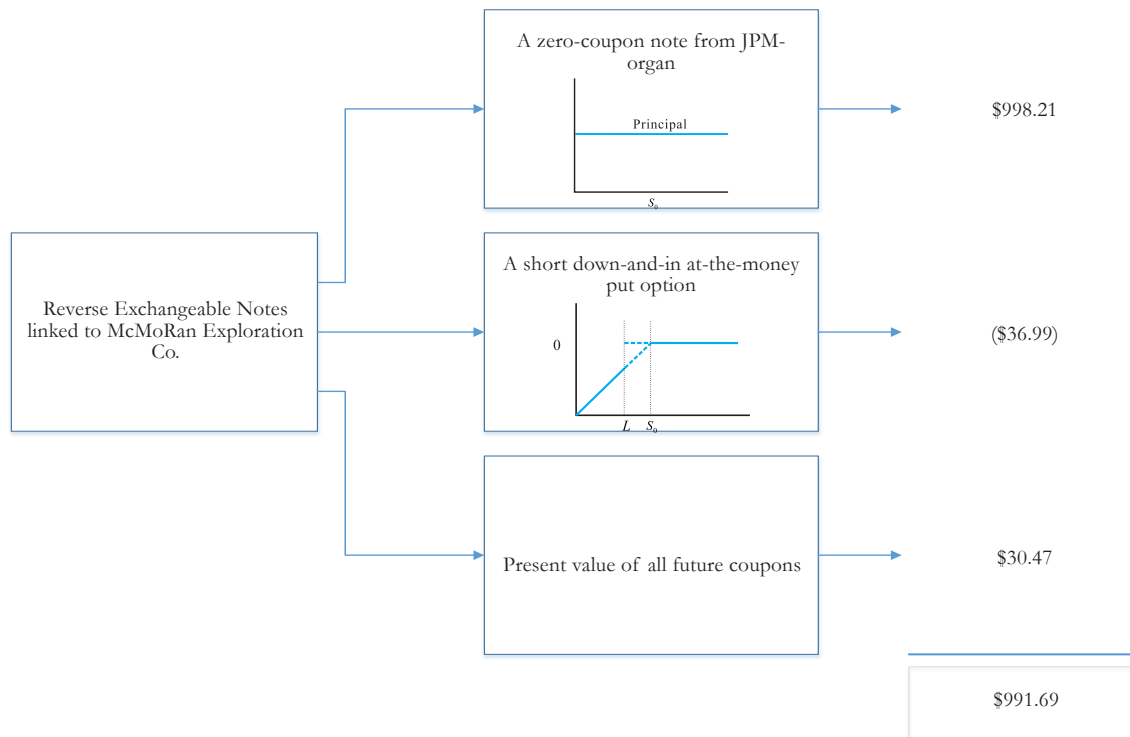 A zero-coupon note from JPM-
organ
Principal
S₀
$998.21
Reverse Exchangeable Notes
linked to McMoRan Exploration
Co.
A short down-and-in at-the-money
put option
0
L S₀
($36.99)
Present value of all future coupons
$30.47
$991.69